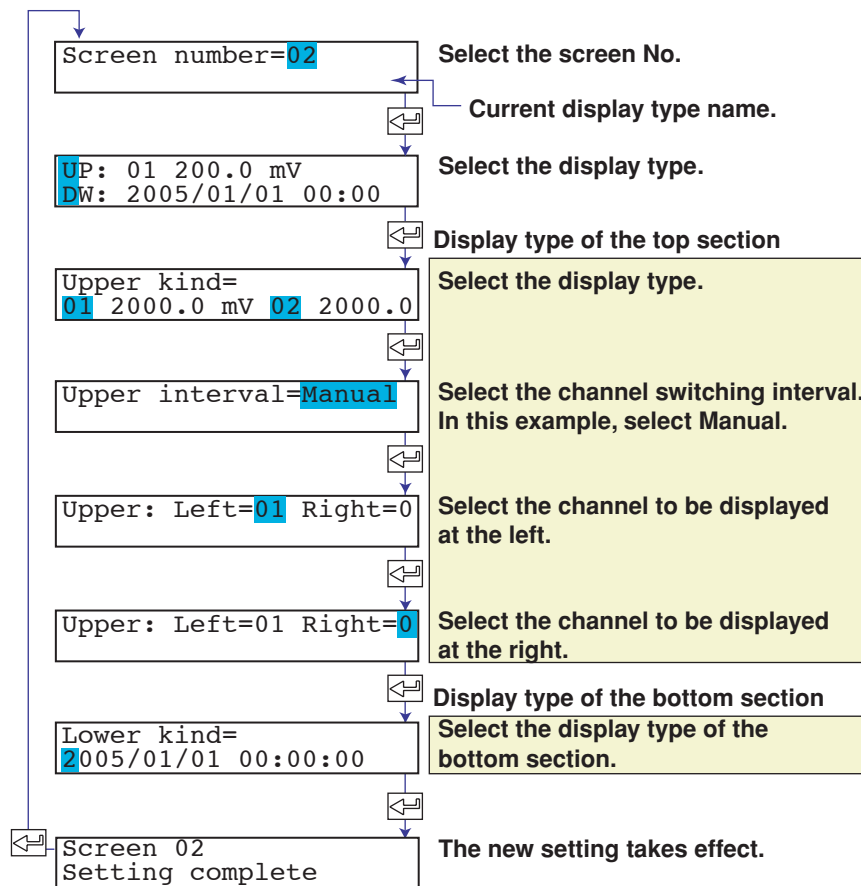 Screen number=02
Select the screen No.
Current display type name.
UP: 01 200.0 mV
DW: 2005/01/01 00:00
Select the display type.
Display type of the top section
Upper kind=
01 2000.0 mV 02 2000.0
Select the display type.
Upper interval=Manual
Select the channel switching interval.
In this example, select Manual.
Upper: Left=01 Right=0
Select the channel to be displayed
at the left.
Upper: Left=01 Right=0
Select the channel to be displayed
at the right.
Display type of the bottom section
Lower kind=
2005/01/01 00:00:00
Select the display type of the
bottom section.
Screen 02
Setting complete
The new setting takes effect.